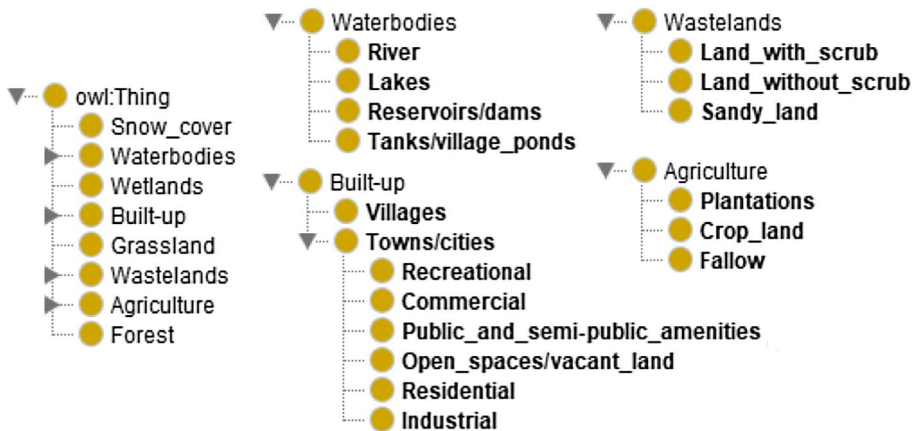 owl:Thing
Snow_cover
Waterbodies
Wetlands
Built-up
Grassland
Wastelands
Agriculture
Forest
Waterbodies
River
Lakes
Reservoirs/dams
Tanks/village_ponds
Built-up
Villages
Towns/cities
Recreational
Commercial
Public_and_semi-public_amenities
Open_spaces/vacant_land
Residential
Industrial
Wastelands
Land_with_scrub
Land_without_scrub
Sandy_land
Agriculture
Plantations
Crop_land
Fallow